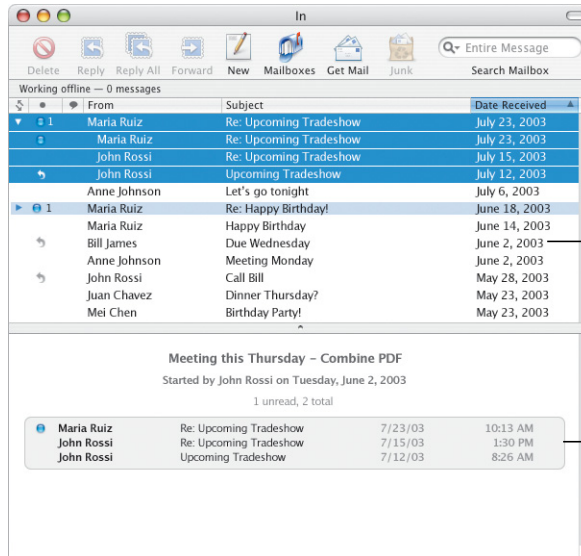 In
Entire Message
Delete Reply Reply All Forward New Mailboxes Get Mail Junk Search Mailbox
Working offline — 0 messages
From Subject Date Received
1 Maria Ruiz Re: Upcoming Tradeshow July 23, 2003
Maria Ruiz Re: Upcoming Tradeshow July 23, 2003
John Rossi Re: Upcoming Tradeshow July 15, 2003
John Rossi Upcoming Tradeshow July 12, 2003
Anne Johnson Let's go tonight July 6, 2003
1 Maria Ruiz Re: Happy Birthday! June 18, 2003
Maria Ruiz Happy Birthday June 14, 2003
Bill James Due Wednesday June 2, 2003
Anne Johnson Meeting Monday June 2, 2003
John Rossi Call Bill May 28, 2003
Juan Chavez Dinner Thursday? May 23, 2003
Mei Chen Birthday Party! May 23, 2003
Meeting this Thursday – Combine PDF
Started by John Rossi on Tuesday, June 2, 2003
1 unread, 2 total
Maria Ruiz Re: Upcoming Tradeshow 7/23/03 10:13 AM
John Rossi Re: Upcoming Tradeshow 7/15/03 1:30 PM
John Rossi Upcoming Tradeshow 7/12/03 8:26 AM